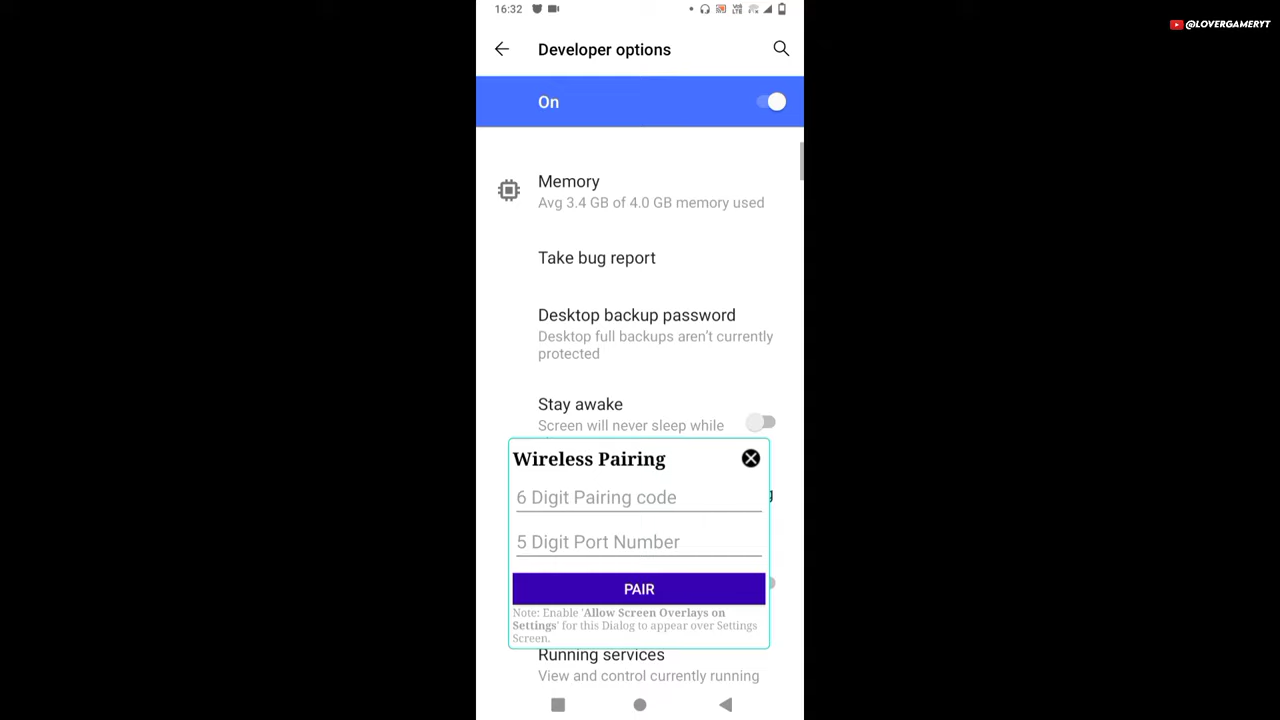 16:32
@LOVERGAMERYT
Developer options
On
Memory
Avg 3.4 GB of 4.0 GB memory used
Take bug report
Desktop backup password
Desktop full backups aren't currently
protected
Stay awake
Screen will never sleep while
Wireless Pairing
6 Digit Pairing code
5 Digit Port Number
PAIR
Note: Enable 'Allow Screen Overlays on
Settings' for this Dialog to appear over Settings
Screen.
Running services
View and control currently running